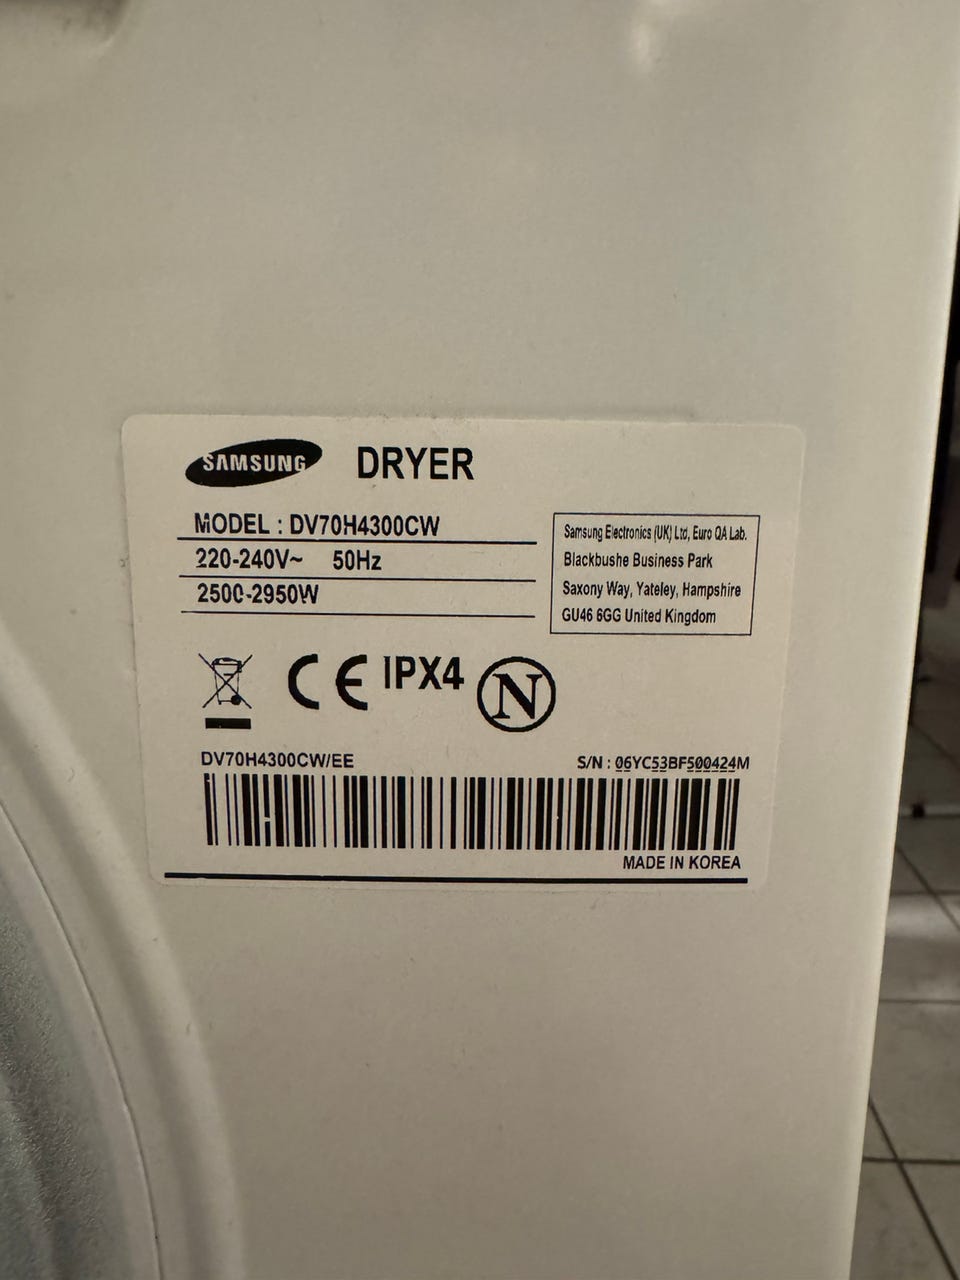 SAMSUNG DRYER
MODEL : DV70H4300CW
220-240V~ 50Hz
2500-2950W
Samsung Electronics (UK) Ltd, Euro QA Lab.
Blackbushe Business Park
Saxony Way, Yateley, Hampshire
GU46 6GG United Kingdom
CE IPX4 N
DV70H4300CW/EE S/N : 06YC53BF500424M
MADE IN KOREA